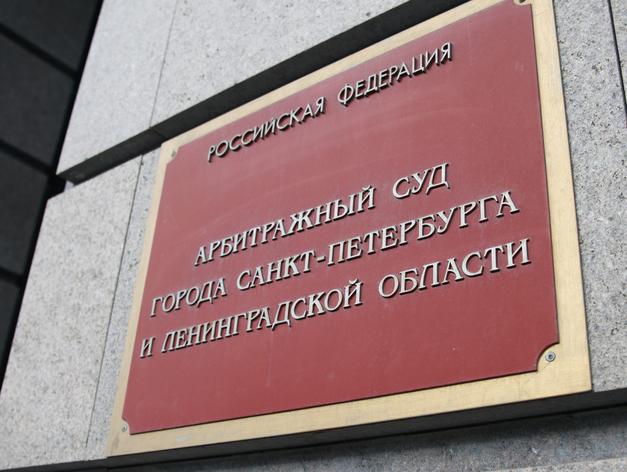 РОССИЙСКАЯ ФЕДЕРАЦИЯ
АРБИТРАЖНЫЙ СУД
ГОРОДА САНКТ-ПЕТЕРБУРГА
И ЛЕНИНГРАДСКОЙ ОБЛАСТИ